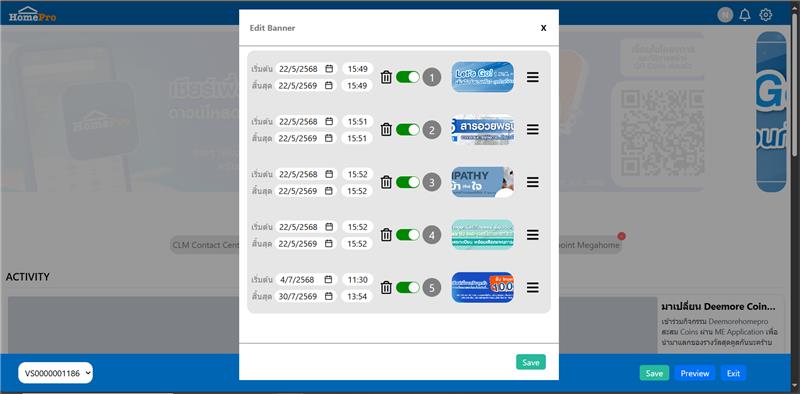 HomePro
N
Edit Banner
X
เริ่มต้น 22/5/2568 15:49
สิ้นสุด 22/5/2569 15:49
1
Let's Go!
เริ่มต้น 22/5/2568 15:51
สิ้นสุด 22/5/2569 15:51
2
สารอวยพร
เริ่มต้น 22/5/2568 15:52
สิ้นสุด 22/5/2569 15:52
3
MPATHY
ใจ
เริ่มต้น 22/5/2568 15:52
สิ้นสุด 22/5/2569 15:52
4
เริ่มต้น 4/7/2568 11:30
สิ้นสุด 30/7/2569 13:54
5
100
Save
HomePro
CLM Contact Cent
oint Megahome
ACTIVITY
มาเปลี่ยน Deemore Coin...
เข้าร่วมกิจกรรม Deemorehomepro
สะสม Coins ผ่าน ME Application เพื่อ
นำมาแลกของรางวัลสุดคูลกันนะคร้าบ
VS0000001186
Save
Preview
Exit